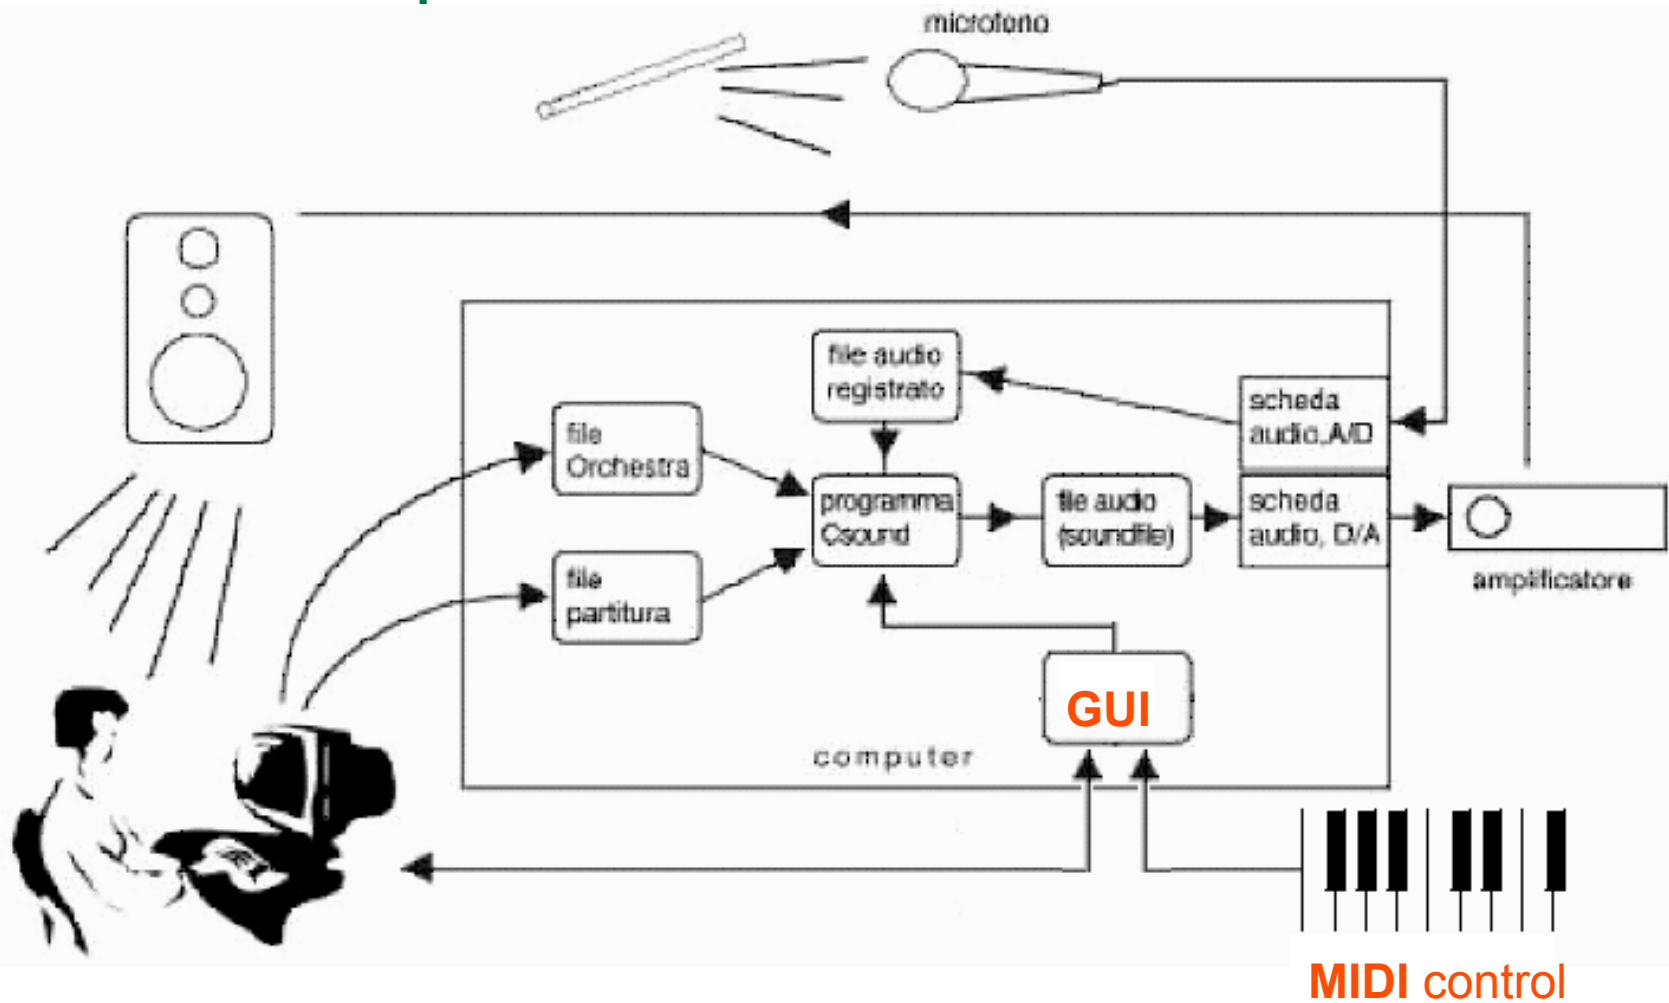 microfono
file audio
registrato
scheda
audio,A/D
file
Orchestra
programma
Csound
file audio
(soundfile)
scheda
audio, D/A
amplificatore
file
partitura
GUI
computer
MIDI control